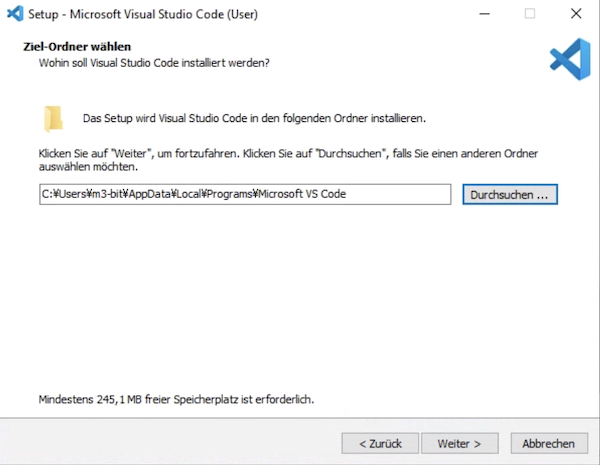 Setup - Microsoft Visual Studio Code (User)
Ziel-Ordner wählen
Wohin soll Visual Studio Code installiert werden?
Das Setup wird Visual Studio Code in den folgenden Ordner installieren.
Klicken Sie auf "Weiter", um fortzufahren. Klicken Sie auf "Durchsuchen", falls Sie einen anderen Ordner
auswählen möchten.
C:¥Users¥m3-bit¥AppData¥Local¥Programs¥Microsoft VS Code
Durchsuchen ...
Mindestens 245,1 MB freier Speicherplatz ist erforderlich.
< Zurück
Weiter >
Abbrechen